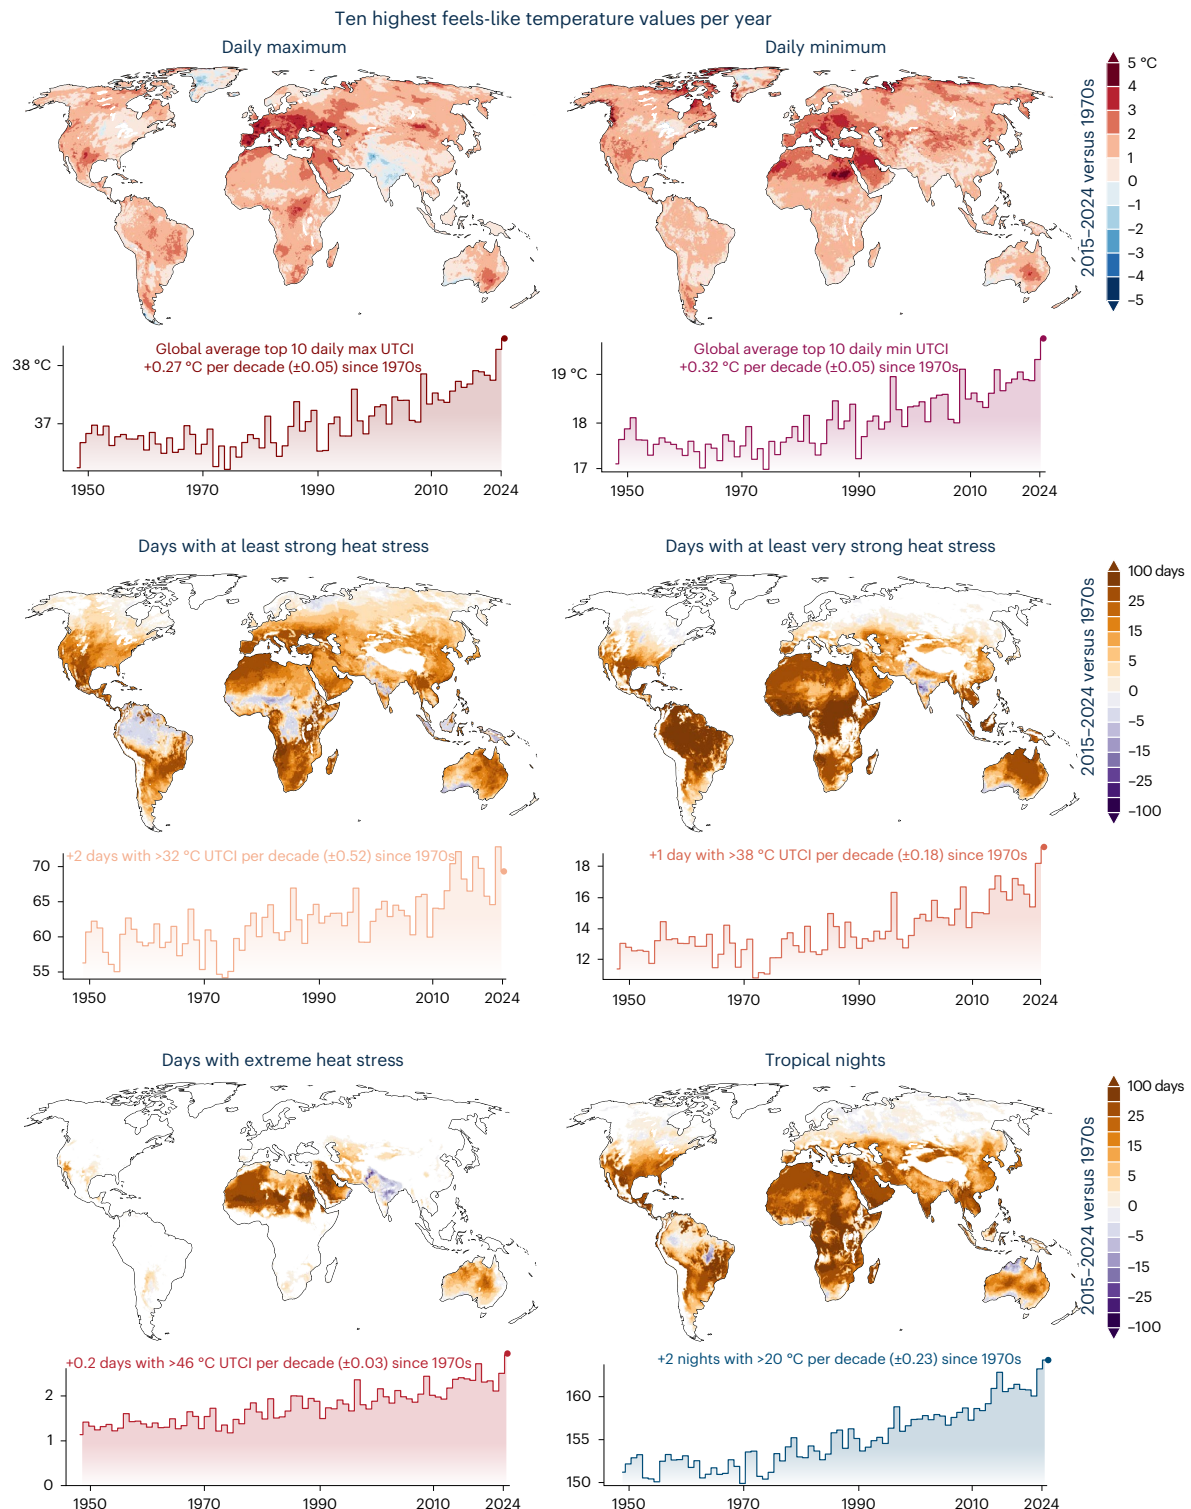 Ten highest feels-like temperature values per year
Daily maximum
Daily minimum
5 °C
4
3
2
1
0
–1
–2
–3
–4
–5
2015–2024 versus 1970s
Global average top 10 daily max UTCI
+0.27 °C per decade (±0.05) since 1970s
38 °C
37
1950 1970 1990 2010 2024
Global average top 10 daily min UTCI
+0.32 °C per decade (±0.05) since 1970s
19 °C
18
17
1950 1970 1990 2010 2024
Days with at least strong heat stress
Days with at least very strong heat stress
100 days
25
15
5
0
–5
–15
–25
–100
2015–2024 versus 1970s
+2 days with >32 °C UTCI per decade (±0.52) since 1970s
70
65
60
55
1950 1970 1990 2010 2024
+1 day with >38 °C UTCI per decade (±0.18) since 1970s
18
16
14
12
1950 1970 1990 2010 2024
Days with extreme heat stress
Tropical nights
100 days
25
15
5
0
–5
–15
–25
–100
2015–2024 versus 1970s
+0.2 days with >46 °C UTCI per decade (±0.03) since 1970s
2
1
0
1950 1970 1990 2010 2024
+2 nights with >20 °C per decade (±0.23) since 1970s
160
155
150
1950 1970 1990 2010 2024